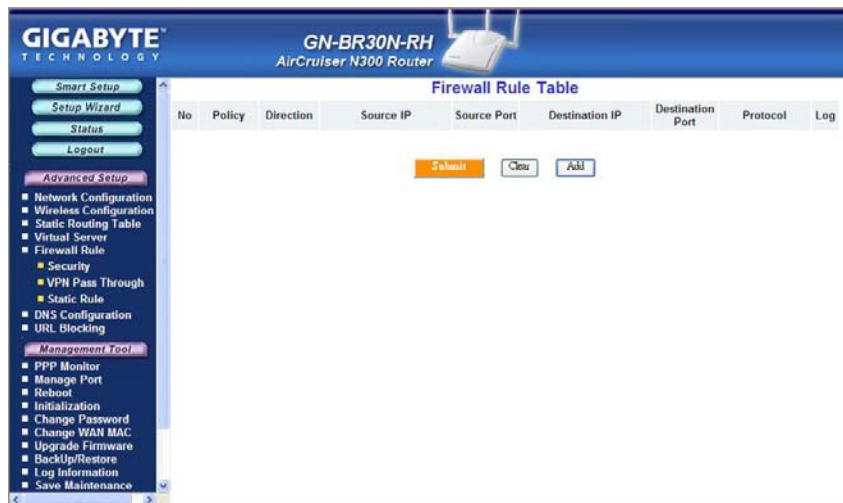 GIGABYTE™
TECHNOLOGY
GN-BR30N-RH
AirCruiser N300 Router
Smart Setup
Setup Wizard
Status
Logout
Advanced Setup
Network Configuration
Wireless Configuration
Static Routing Table
Virtual Server
Firewall Rule
Security
VPN Pass Through
Static Rule
DNS Configuration
URL Blocking
Management Tool
PPP Monitor
Manage Port
Reboot
Initialization
Change Password
Change WAN MAC
Upgrade Firmware
BackUp/Restore
Log Information
Save Maintenance
Firewall Rule Table
No Policy Direction Source IP Source Port Destination IP Destination Port Protocol Log
Submit Clear Add